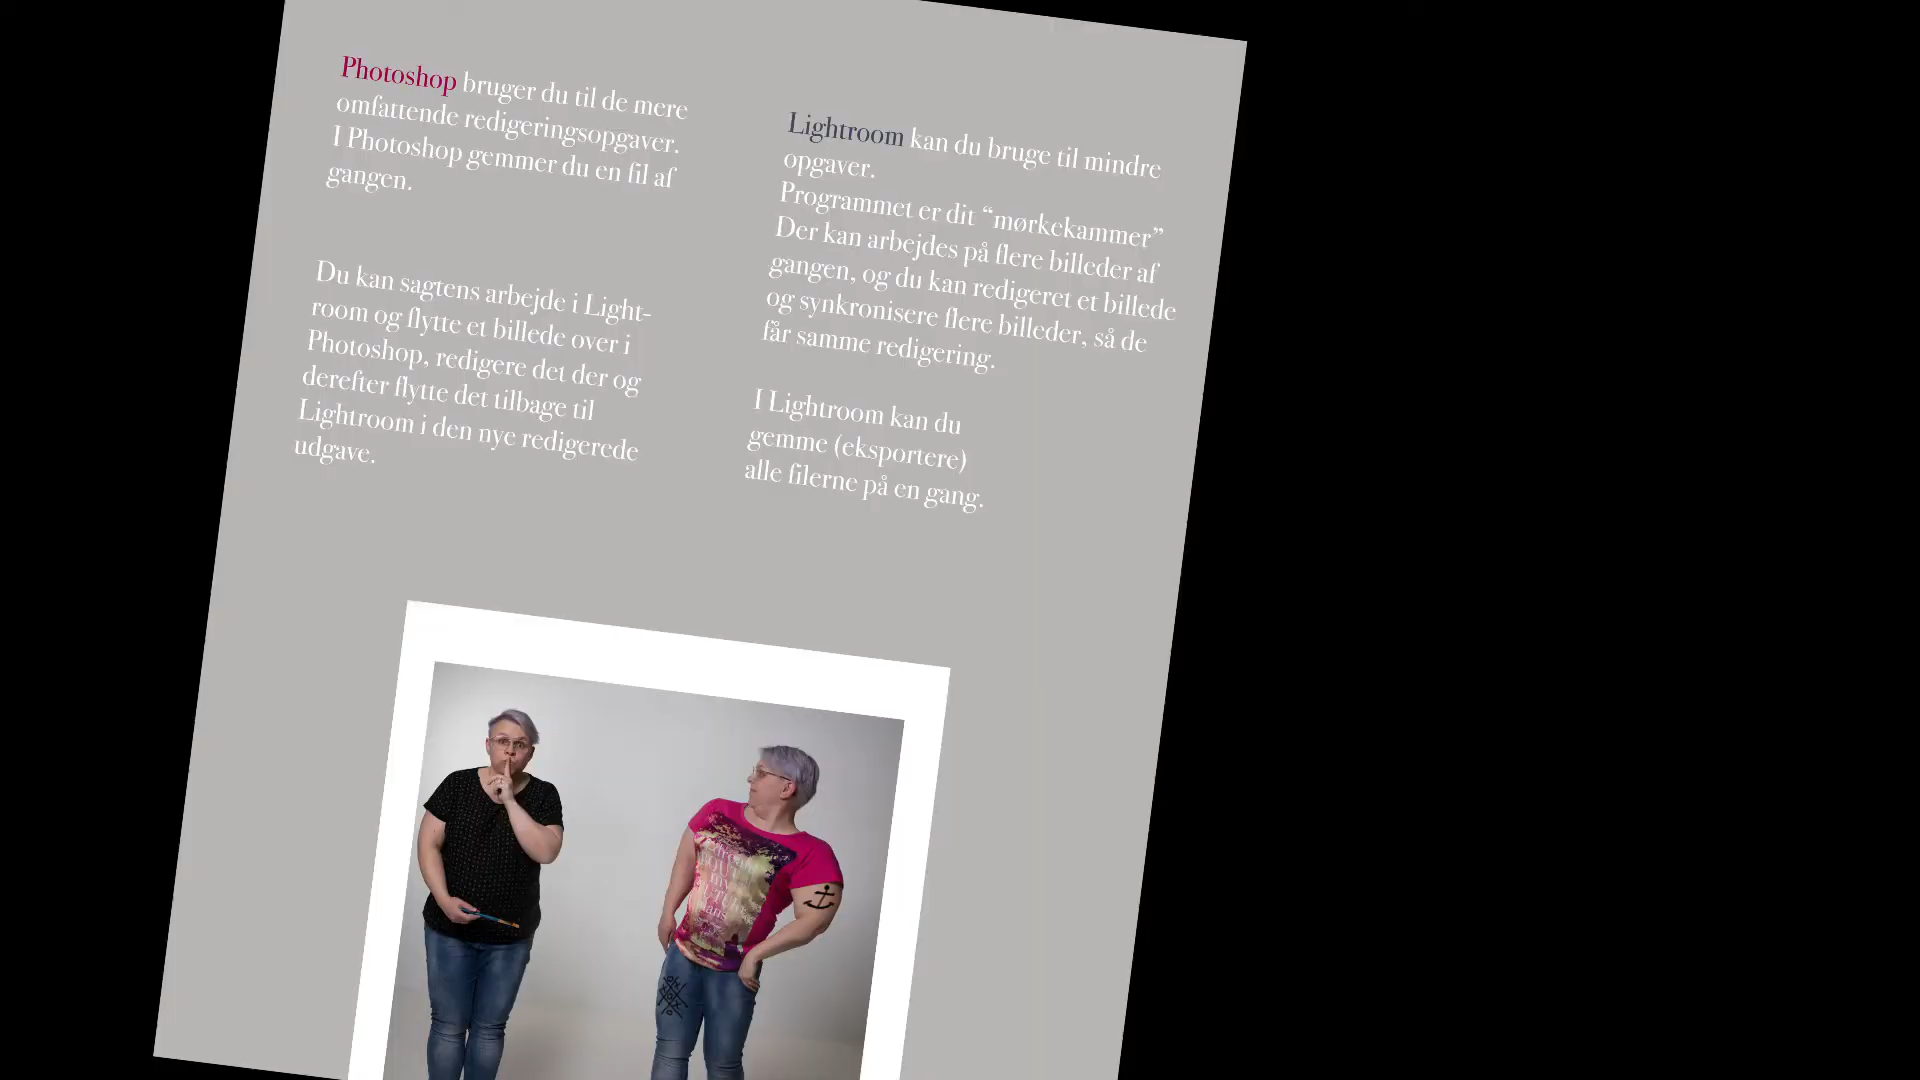 Photoshop bruger du til de mere
omfattende redigeringsopgaver.
I Photoshop gemmer du en fil af
gangen.
Du kan sagtens arbejde i Light-
room og flytte et billede over i
Photoshop, redigere det der og
derefter flytte det tilbage til
Lightroom i den nye redigerede
udgave.
Lightroom kan du bruge til mindre
opgaver.
Programmet er dit “mørkekammer”
Der kan arbejdes på flere billeder af
gangen, og du kan redigeret et billede
og synkronisere flere billeder, så de
får samme redigering.
I Lightroom kan du
gemme (eksportere)
alle filerne på en gang.